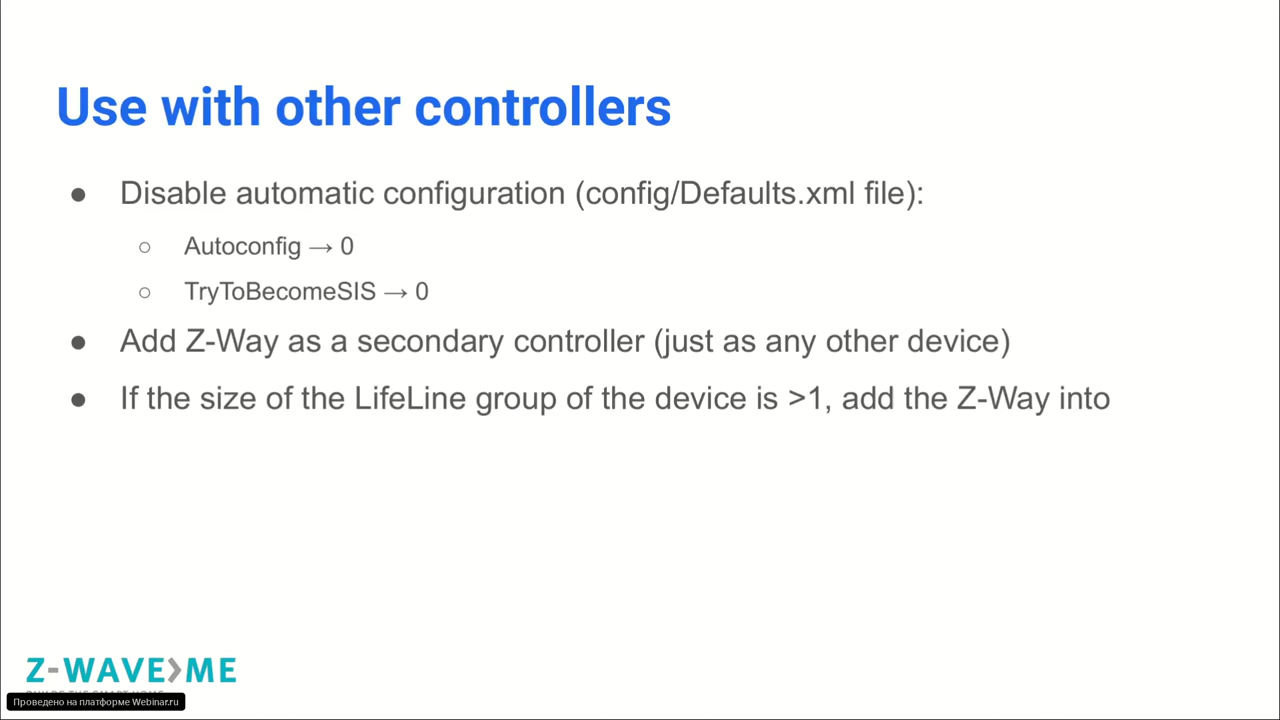 Use with other controllers
● Disable automatic configuration (config/Defaults.xml file):
○ Autoconfig → 0
○ TryToBecomeSIS → 0
● Add Z-Way as a secondary controller (just as any other device)
● If the size of the LifeLine group of the device is >1, add the Z-Way into
Z-WAVE>ME
Проведено на платформе Webinar.ru